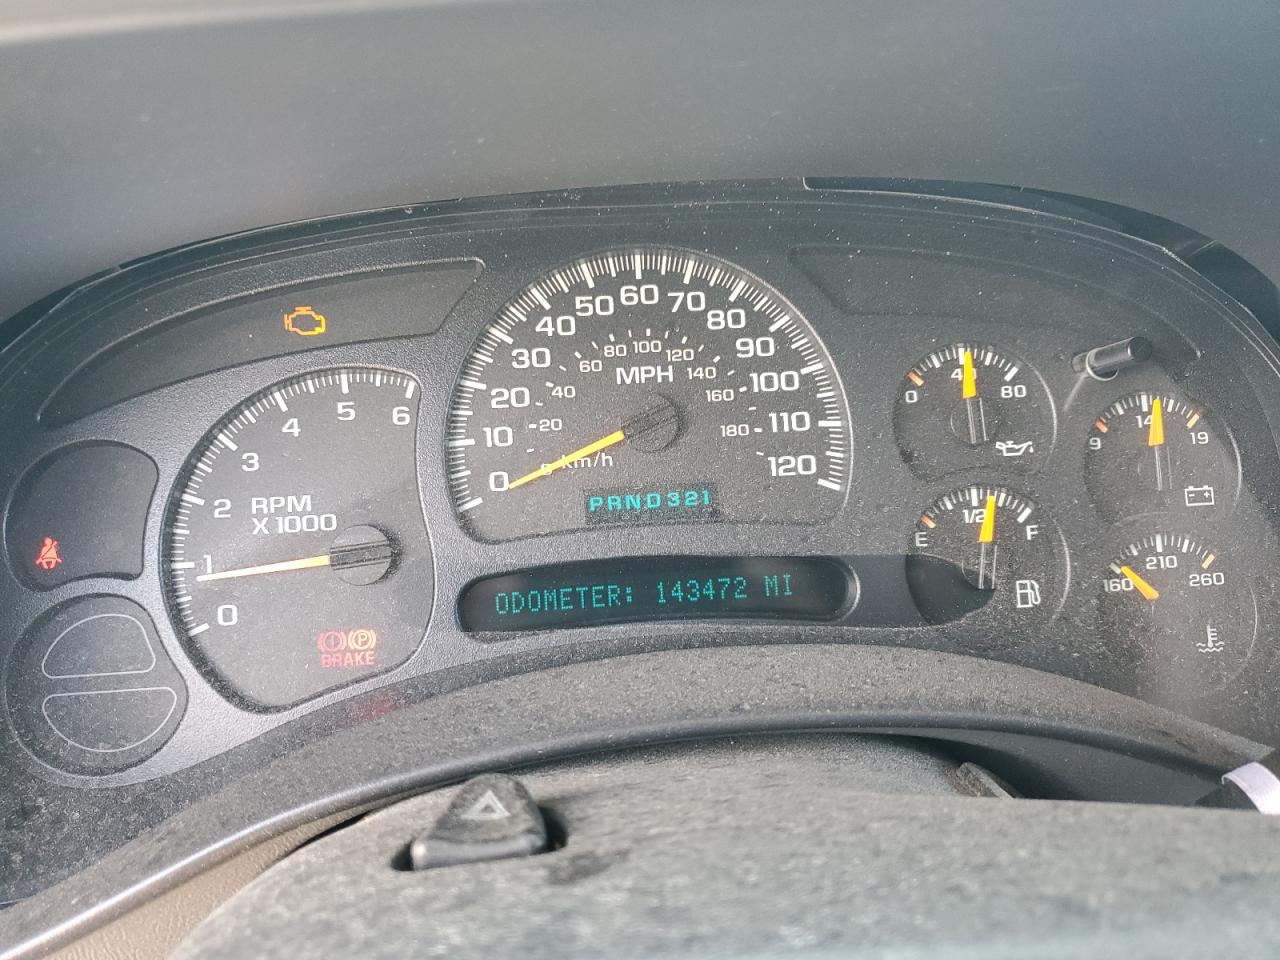 0 1 2 3 4 5 6
RPM
X 1000
BRAKE
0 10 20 30 40 50 60 70 80 90 100 110 120
20 40 60 80 100 120 140 160 180
MPH
km/h
PRND321
ODOMETER: 143472 MI
0 40 80
9 14 19
E 1/2 F
160 210 260